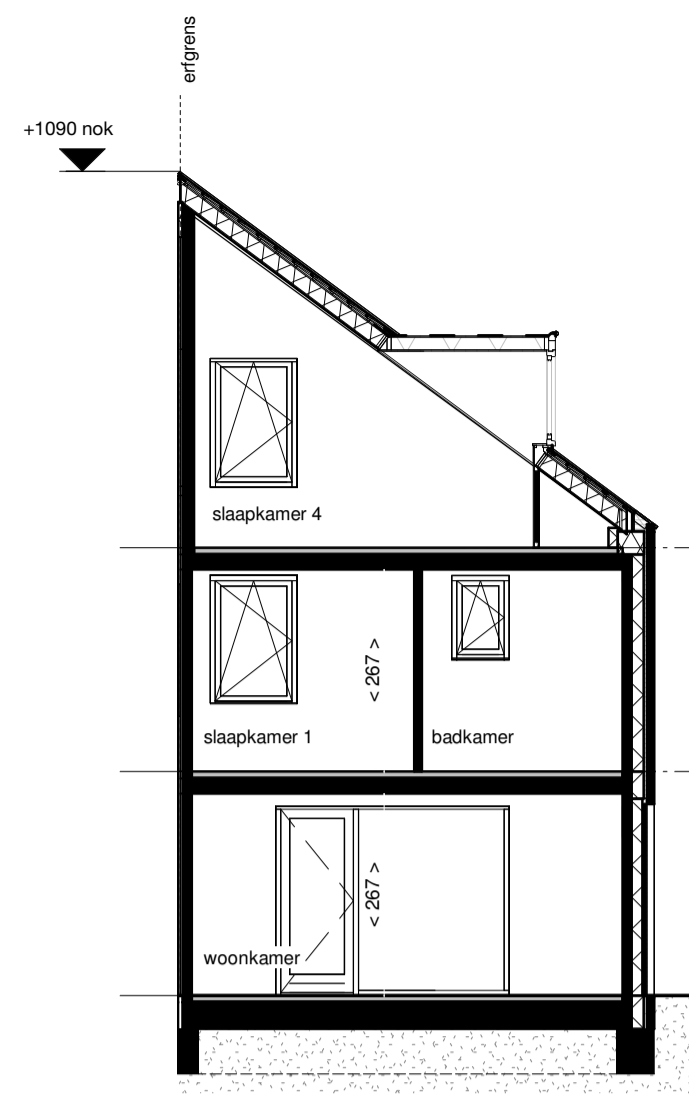 erfgrens
+1090 nok
slaapkamer 4
< 267 >
slaapkamer 1
badkamer
< 267 >
woonkamer